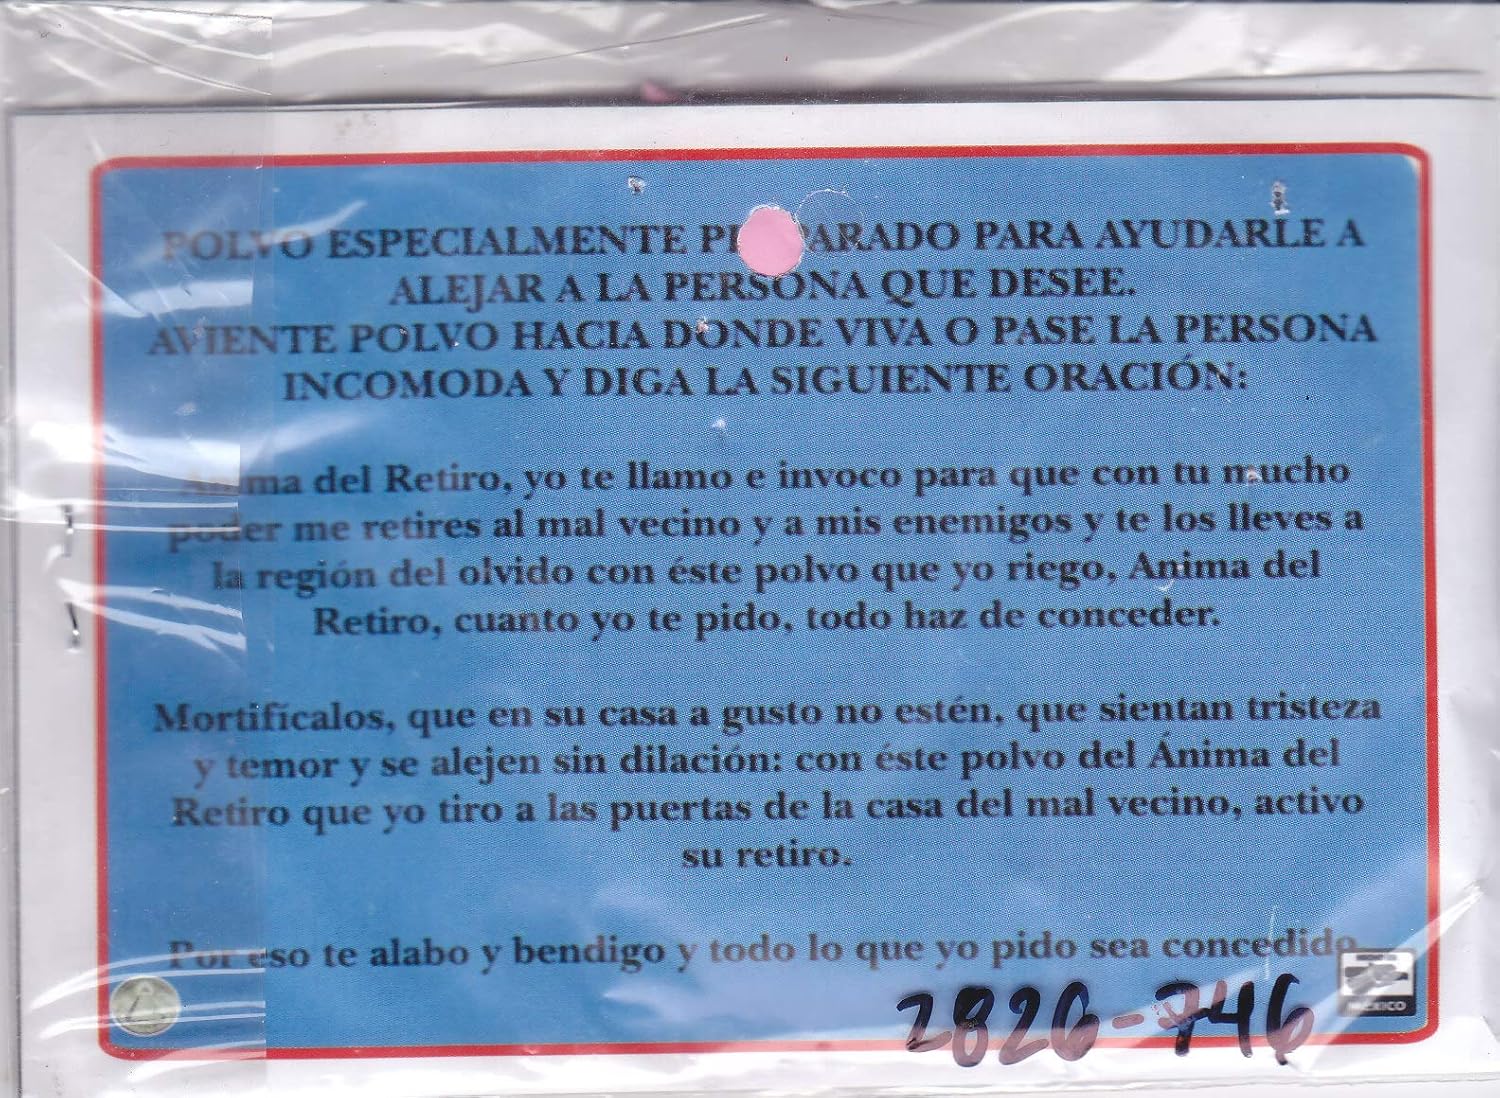 POLVO ESPECIALMENTE PREPARADO PARA AYUDARLE A
ALEJAR A LA PERSONA QUE DESEE.
AVIENTE POLVO HACIA DONDE VIVA O PASE LA PERSONA
INCOMODA Y DIGA LA SIGUIENTE ORACIÓN:
Anima del Retiro, yo te llamo e invoco para que con tu mucho
poder me retires al mal vecino y a mis enemigos y te los lleves a
la región del olvido con éste polvo que yo riego, Anima del
Retiro, cuanto yo te pido, todo haz de conceder.
Mortifícalos, que en su casa a gusto no estén, que sientan tristeza
y temor y se alejen sin dilación: con éste polvo del Ánima del
Retiro que yo tiro a las puertas de la casa del mal vecino, activo
su retiro.
Por eso te alabo y bendigo y todo lo que yo pido sea concedido
2826-746
MEXICO